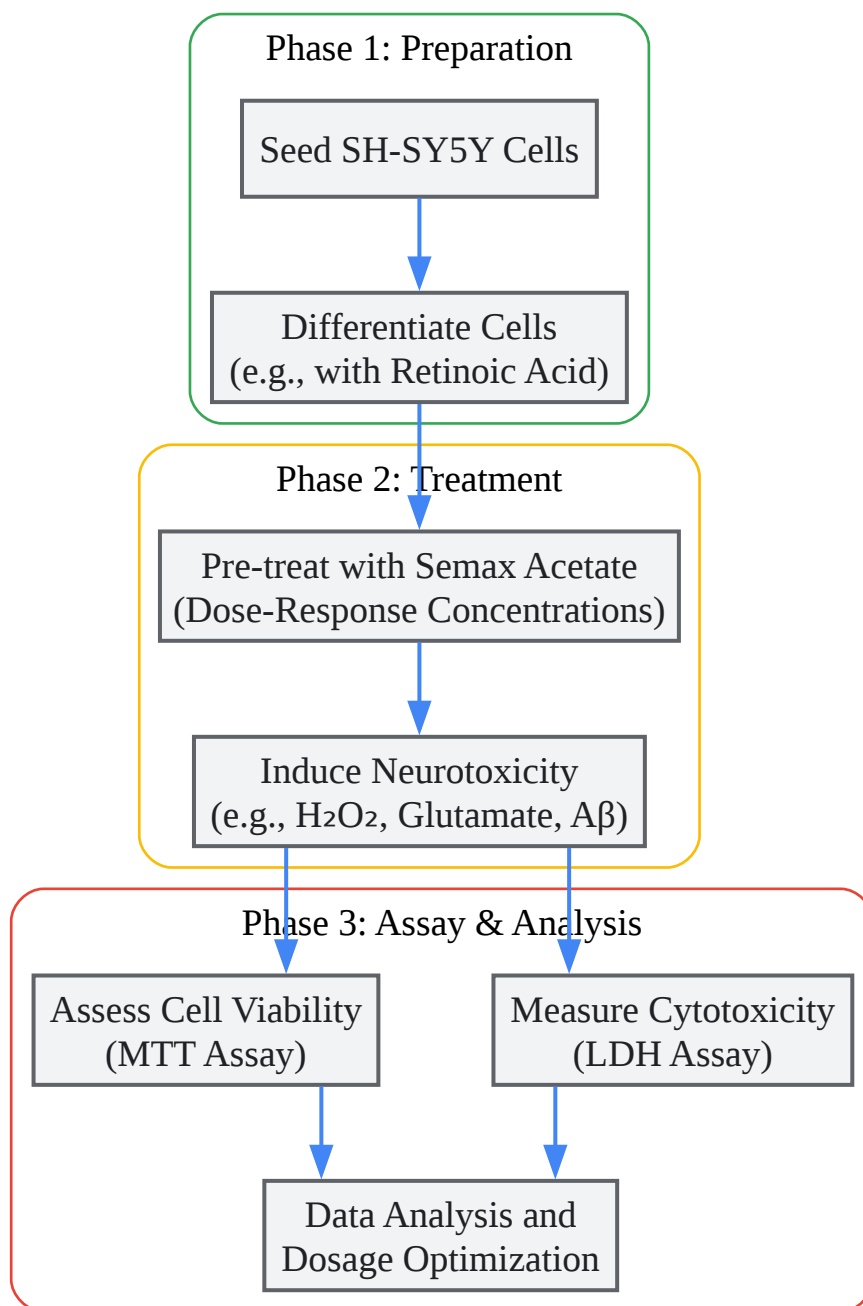 Phase 1: Preparation
Seed SH-SY5Y Cells
Differentiate Cells
(e.g., with Retinoic Acid)
Phase 2: Treatment
Pre-treat with Semax Acetate
(Dose-Response Concentrations)
Induce Neurotoxicity
(e.g., H₂O₂, Glutamate, Aβ)
Phase 3: Assay & Analysis
Assess Cell Viability
(MTT Assay)
Measure Cytotoxicity
(LDH Assay)
Data Analysis and
Dosage Optimization